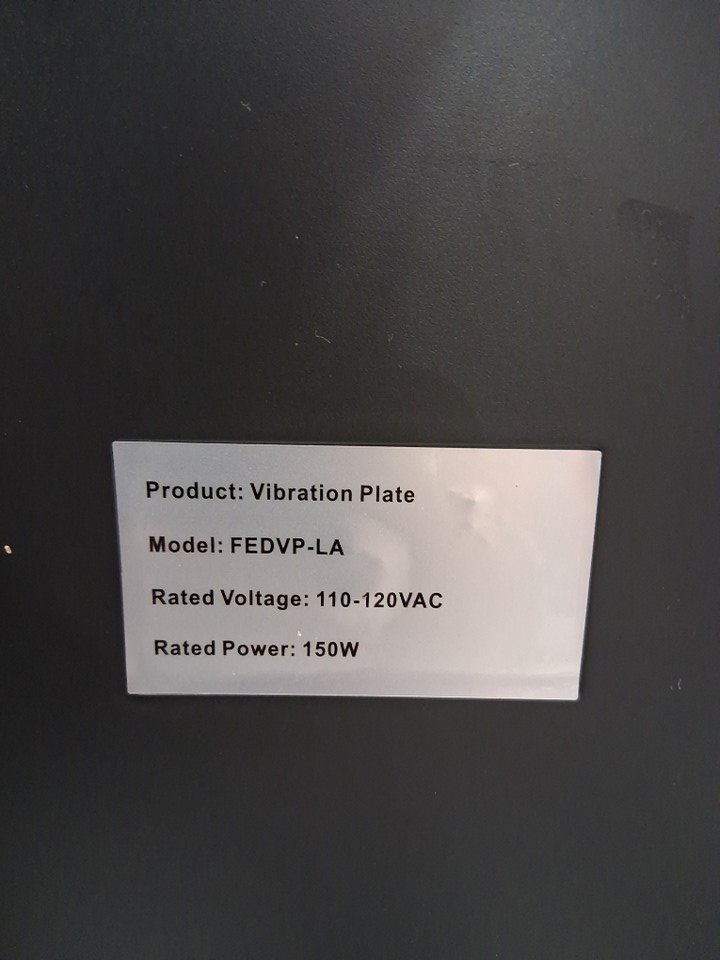 Product: Vibration Plate
Model: FEDVP-LA
Rated Voltage: 110-120VAC
Rated Power: 150W